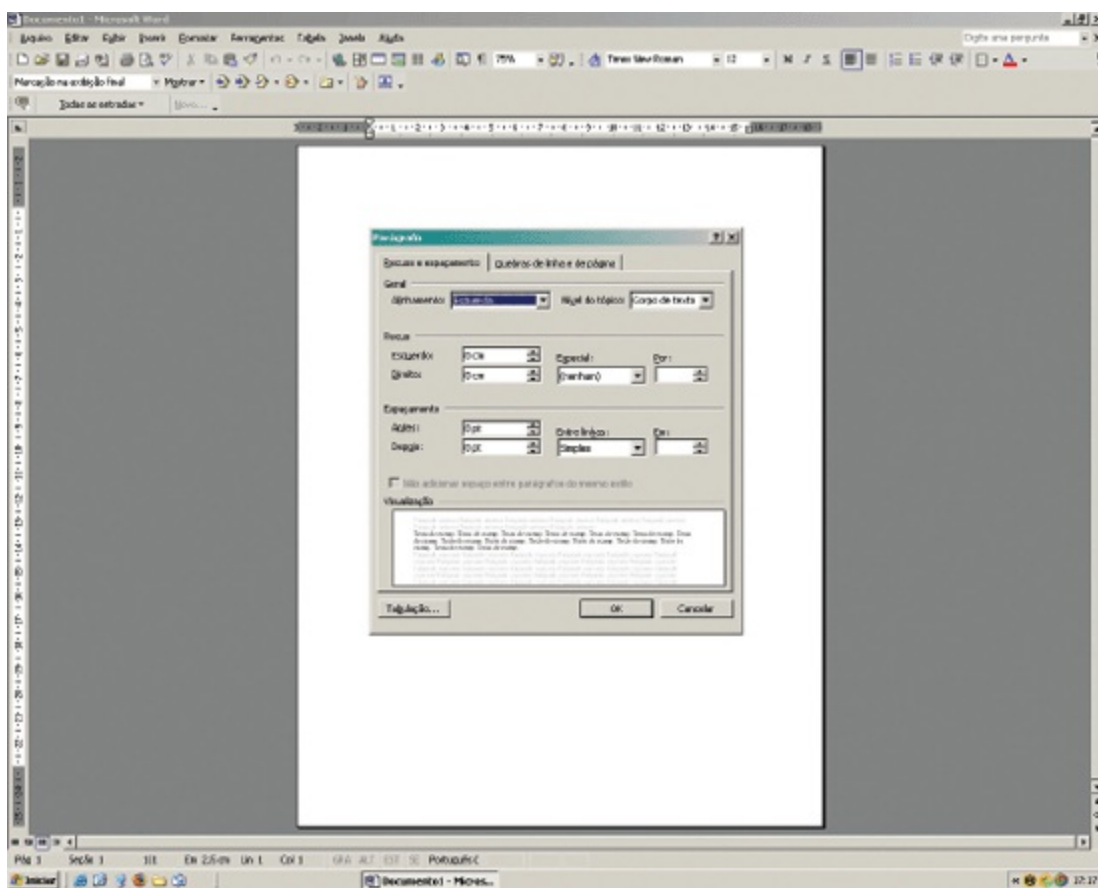 Documento1 - Microsoft Word
Arquivo Editar Exibir Inserir Formatar Ferramentas Tabela Janela Ajuda
Digite uma pergunta
75% Times New Roman 12 N I S
Marcação na exibição final Mostrar
Todas as entradas Novo...
Parágrafo
Recuos e espaçamento Quebras de linha e de página
Geral
Alinhamento: Esquerda Nível do tópico: Corpo de texto
Recuo
Esquerdo: 0 cm Especial: Por:
Direito: 0 cm (nenhum)
Espaçamento
Antes: 0 pt Entre linhas: Em:
Depois: 0 pt Simples
Não adicionar espaço entre parágrafos do mesmo estilo
Visualização
Tabulação... OK Cancelar
Pág 1 Seção 1 1/1 Em 2,5 cm Lin 1 Col 1 GRA ALT EST SE Português (
Iniciar Documento1 - Micros... 17:17